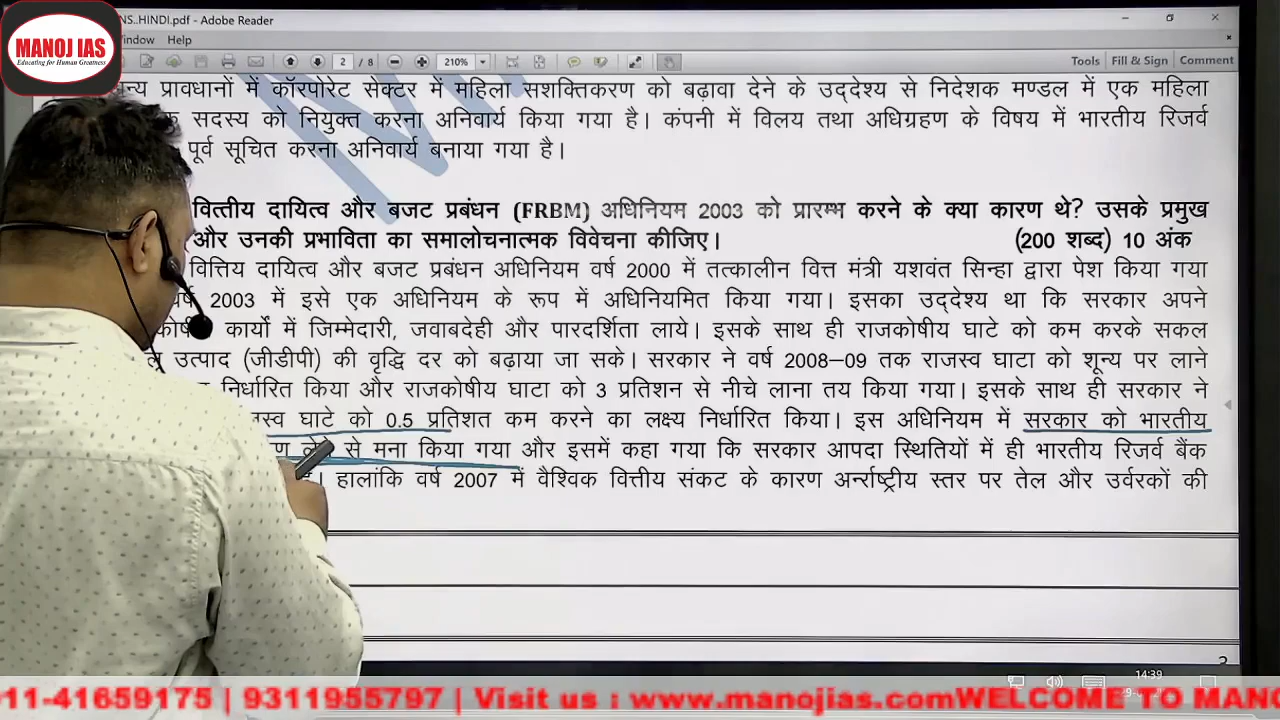 MANOJ IAS
Educating for Human Greatness
NS..HINDI.pdf - Adobe Reader
indow Help
2 / 8 210% Tools Fill & Sign Comment
न्य प्रावधानों में कॉरपोरेट सेक्टर में महिला सशक्तिकरण को बढ़ावा देने के उद्देश्य से निदेशक मण्डल में एक महिला
सदस्य को नियुक्त करना अनिवार्य किया गया है। कंपनी में विलय तथा अधिग्रहण के विषय में भारतीय रिजर्व
पूर्व सूचित करना अनिवार्य बनाया गया है।
वित्तीय दायित्व और बजट प्रबंधन (FRBM) अधिनियम 2003 को प्रारम्भ करने के क्या कारण थे? उसके प्रमुख
और उनकी प्रभाविता का समालोचनात्मक विवेचना कीजिए। (200 शब्द) 10 अंक
वित्तिय दायित्व और बजट प्रबंधन अधिनियम वर्ष 2000 में तत्कालीन वित्त मंत्री यशवंत सिन्हा द्वारा पेश किया गया
वर्ष 2003 में इसे एक अधिनियम के रूप में अधिनियमित किया गया। इसका उद्देश्य था कि सरकार अपने
कार्यों में जिम्मेदारी, जवाबदेही और पारदर्शिता लाये। इसके साथ ही राजकोषीय घाटे को कम करके सकल
उत्पाद (जीडीपी) की वृद्धि दर को बढ़ाया जा सके। सरकार ने वर्ष 2008–09 तक राजस्व घाटा को शून्य पर लाने
निर्धारित किया और राजकोषीय घाटा को 3 प्रतिशन से नीचे लाना तय किया गया। इसके साथ ही सरकार ने
जस्व घाटे को 0.5 प्रतिशत कम करने का लक्ष्य निर्धारित किया। इस अधिनियम में सरकार को भारतीय
से मना किया गया और इसमें कहा गया कि सरकार आपदा स्थितियों में ही भारतीय रिजर्व बैंक
हालांकि वर्ष 2007 में वैश्विक वित्तीय संकट के कारण अर्न्राष्ट्रीय स्तर पर तेल और उर्वरकों की
14:39
011-41659175 | 9311955797 | Visit us : www.manojias.comWELCOME TO MANO